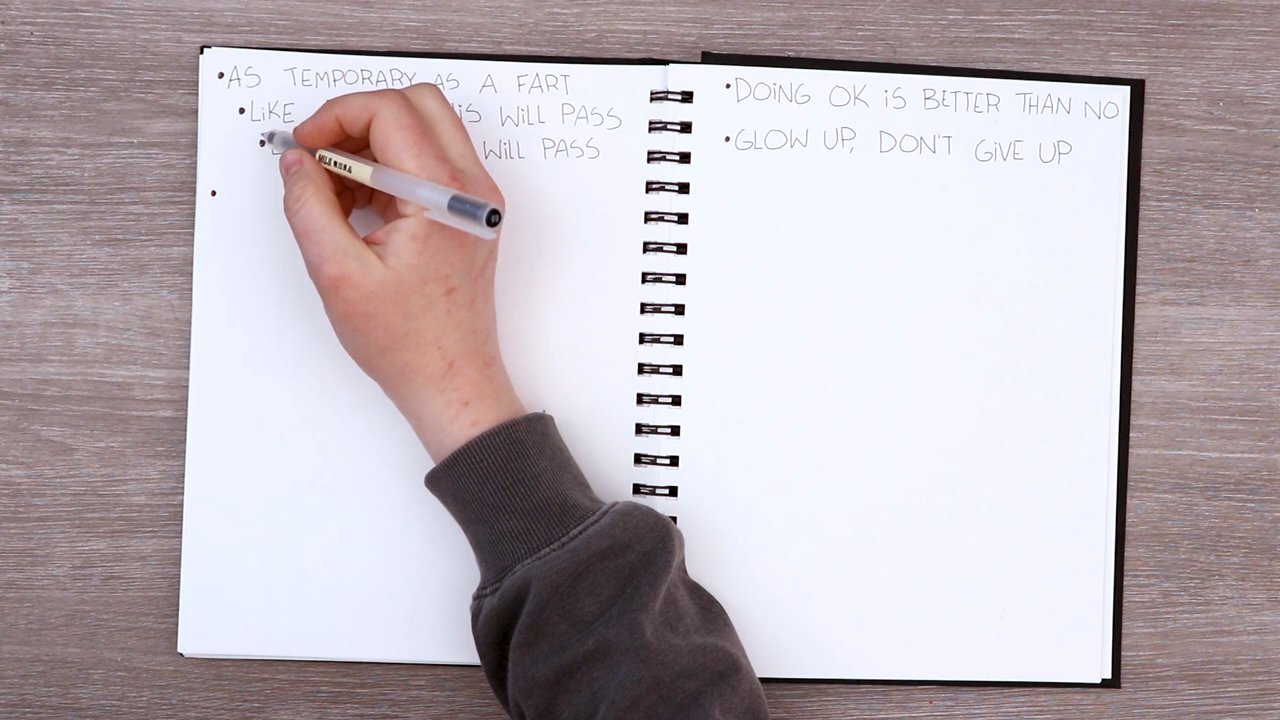 • AS TEMPORARY AS A FART
• LiKE WiLL PASS
• WiLL PASS
•
• DOiNG OK iS BETTER THAN NO
• GLOW UP, DON'T GiVE UP